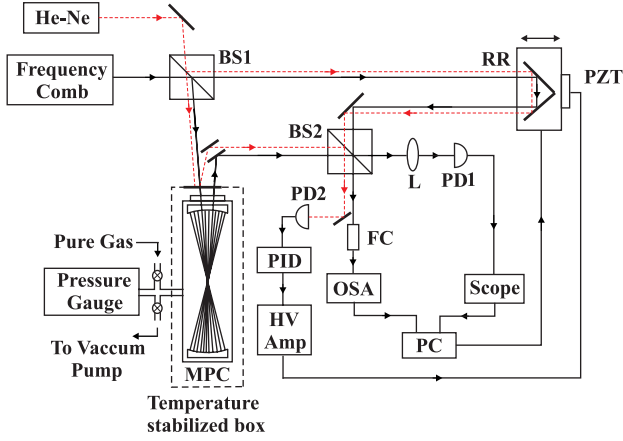 He-Ne
Frequency
Comb
BS1
RR
PZT
BS2
L
PD1
PD2
FC
Pure Gas
Pressure
Gauge
To Vaccum
Pump
MPC
Temperature
stabilized box
PID
HV
Amp
OSA
Scope
PC